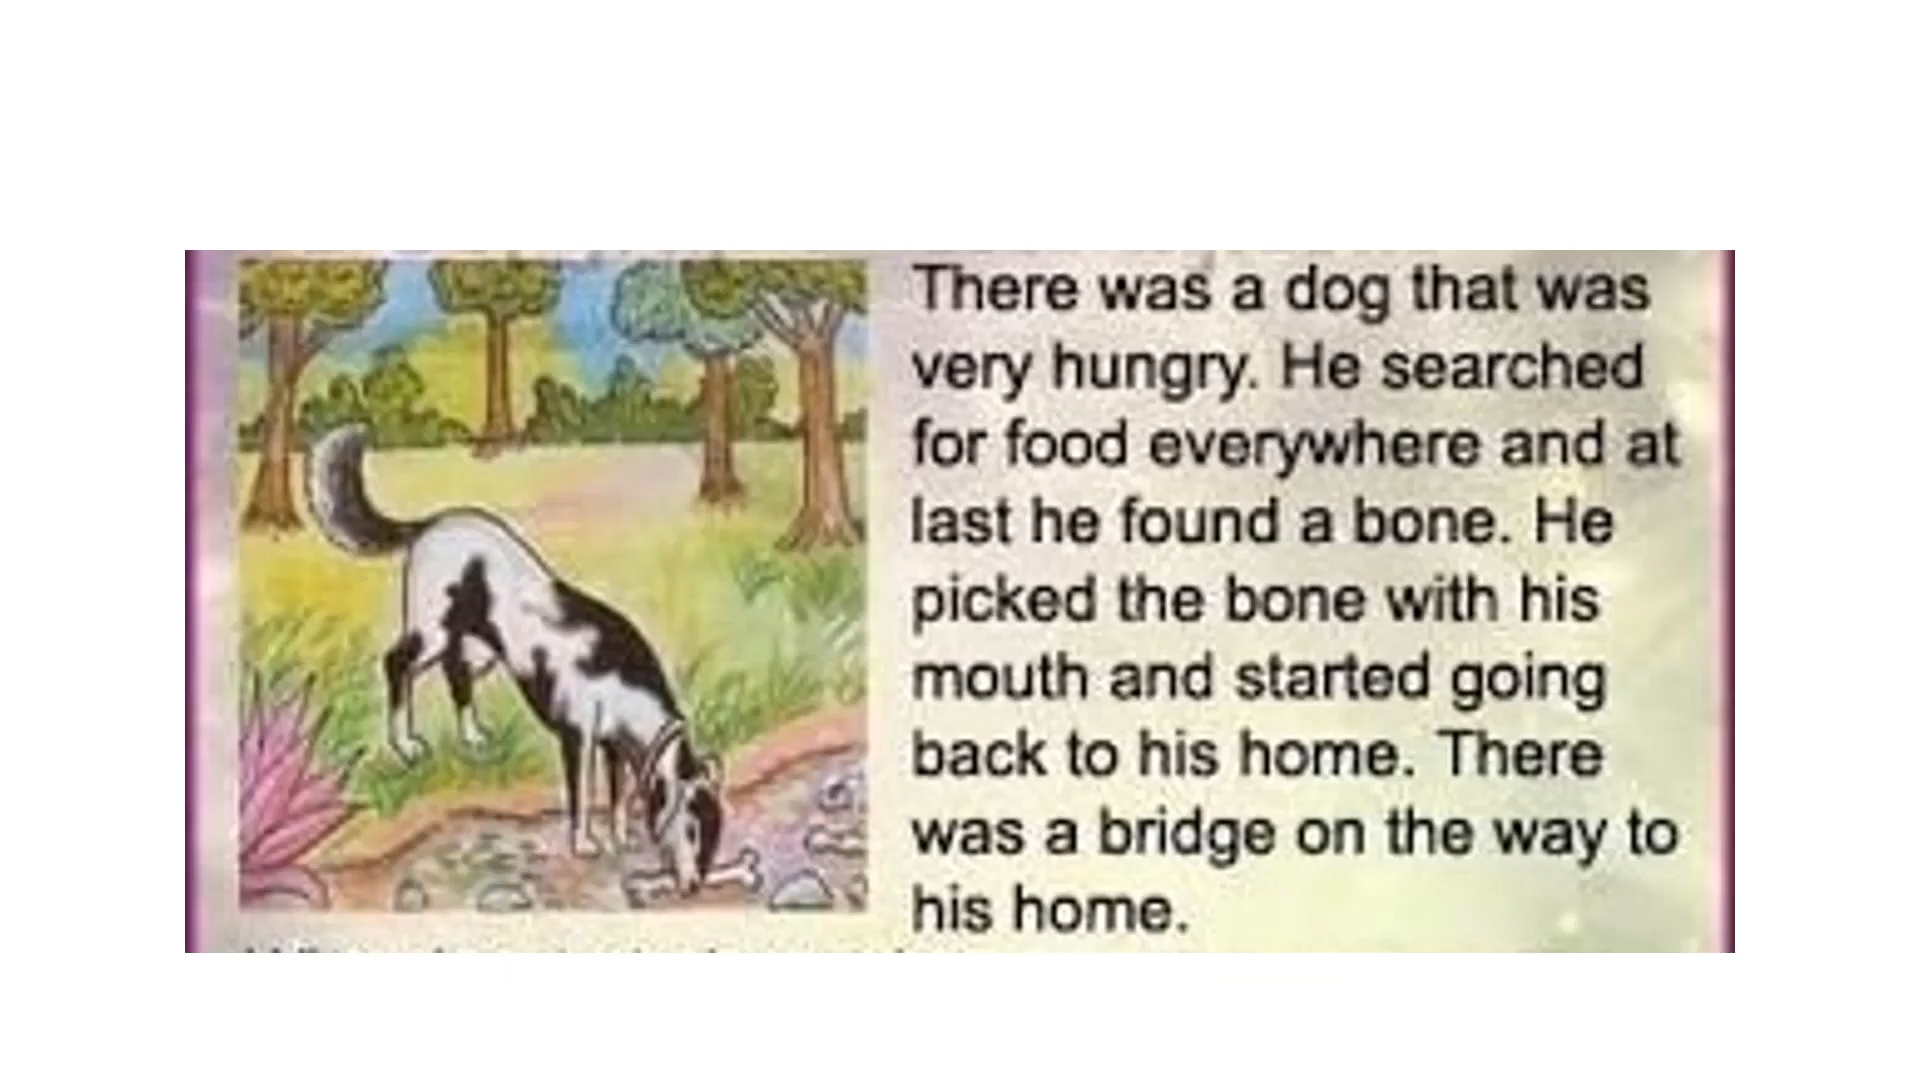 There was a dog that was
very hungry. He searched
for food everywhere and at
last he found a bone. He
picked the bone with his
mouth and started going
back to his home. There
was a bridge on the way to
his home.